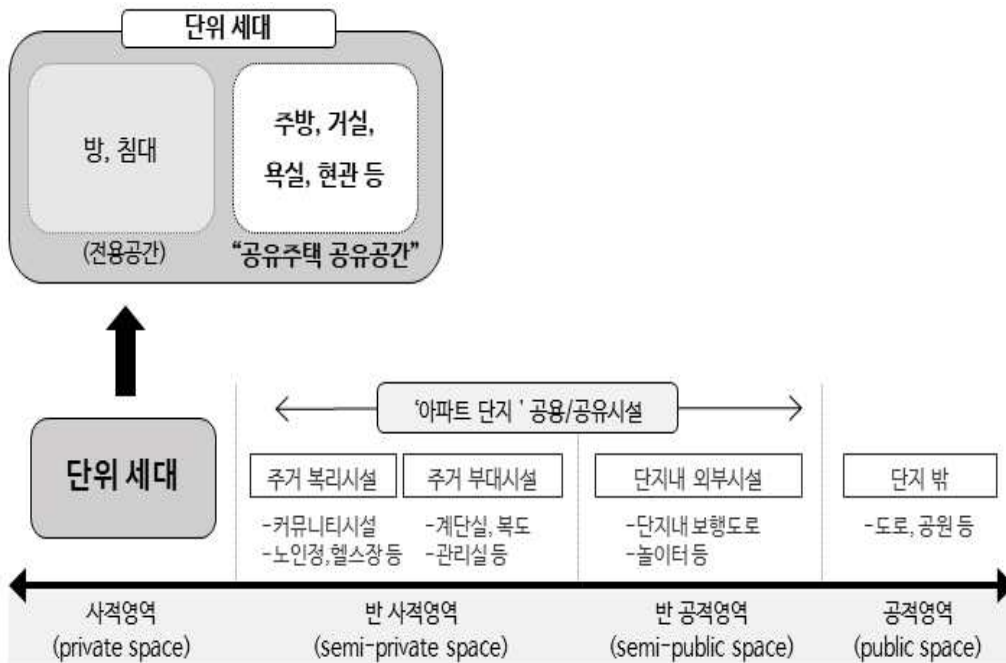 단위 세대
방, 침대
주방, 거실,
욕실, 현관 등
(전용공간)
“공유주택 공유공간”
‘아파트 단지 ’ 공용/공유시설
단위 세대
주거 복리시설
주거 부대시설
단지내 외부시설
단지 밖
-커뮤니티시설
-노인정,헬스장 등
-계단실, 복도
-관리실 등
-단지내 보행도로
-놀이터 등
-도로, 공원 등
사적영역
(private space)
반 사적영역
(semi-private space)
반 공적영역
(semi-public space)
공적영역
(public space)